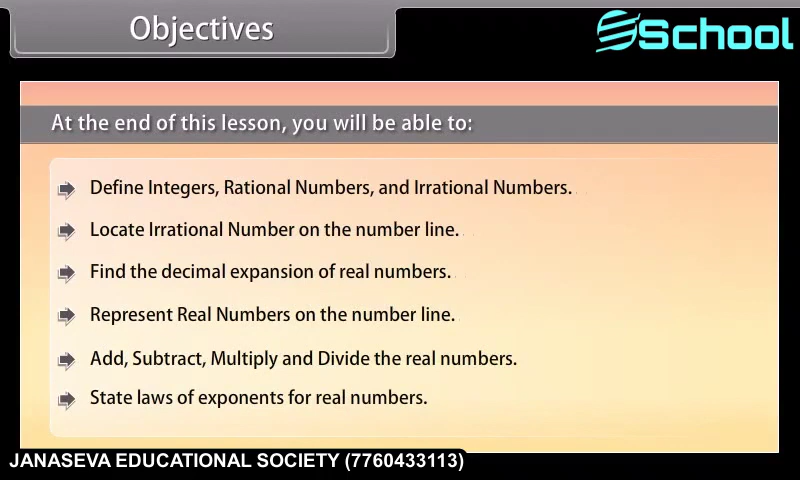 Objectives
School
At the end of this lesson, you will be able to:
Define Integers, Rational Numbers, and Irrational Numbers.
Locate Irrational Number on the number line.
Find the decimal expansion of real numbers.
Represent Real Numbers on the number line.
Add, Subtract, Multiply and Divide the real numbers.
State laws of exponents for real numbers.
JANASEVA EDUCATIONAL SOCIETY (7760433113)